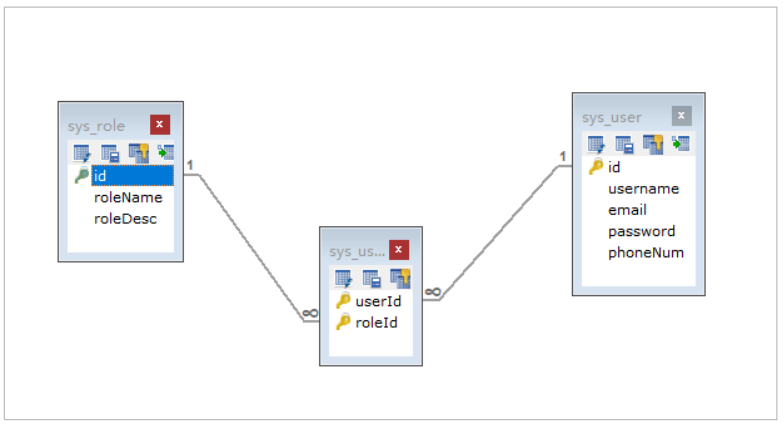 sys_role
x
id
roleName
roleDesc
1
sys_us...
x
userId
roleId
∞
∞
sys_user
x
id
username
email
password
phoneNum
1